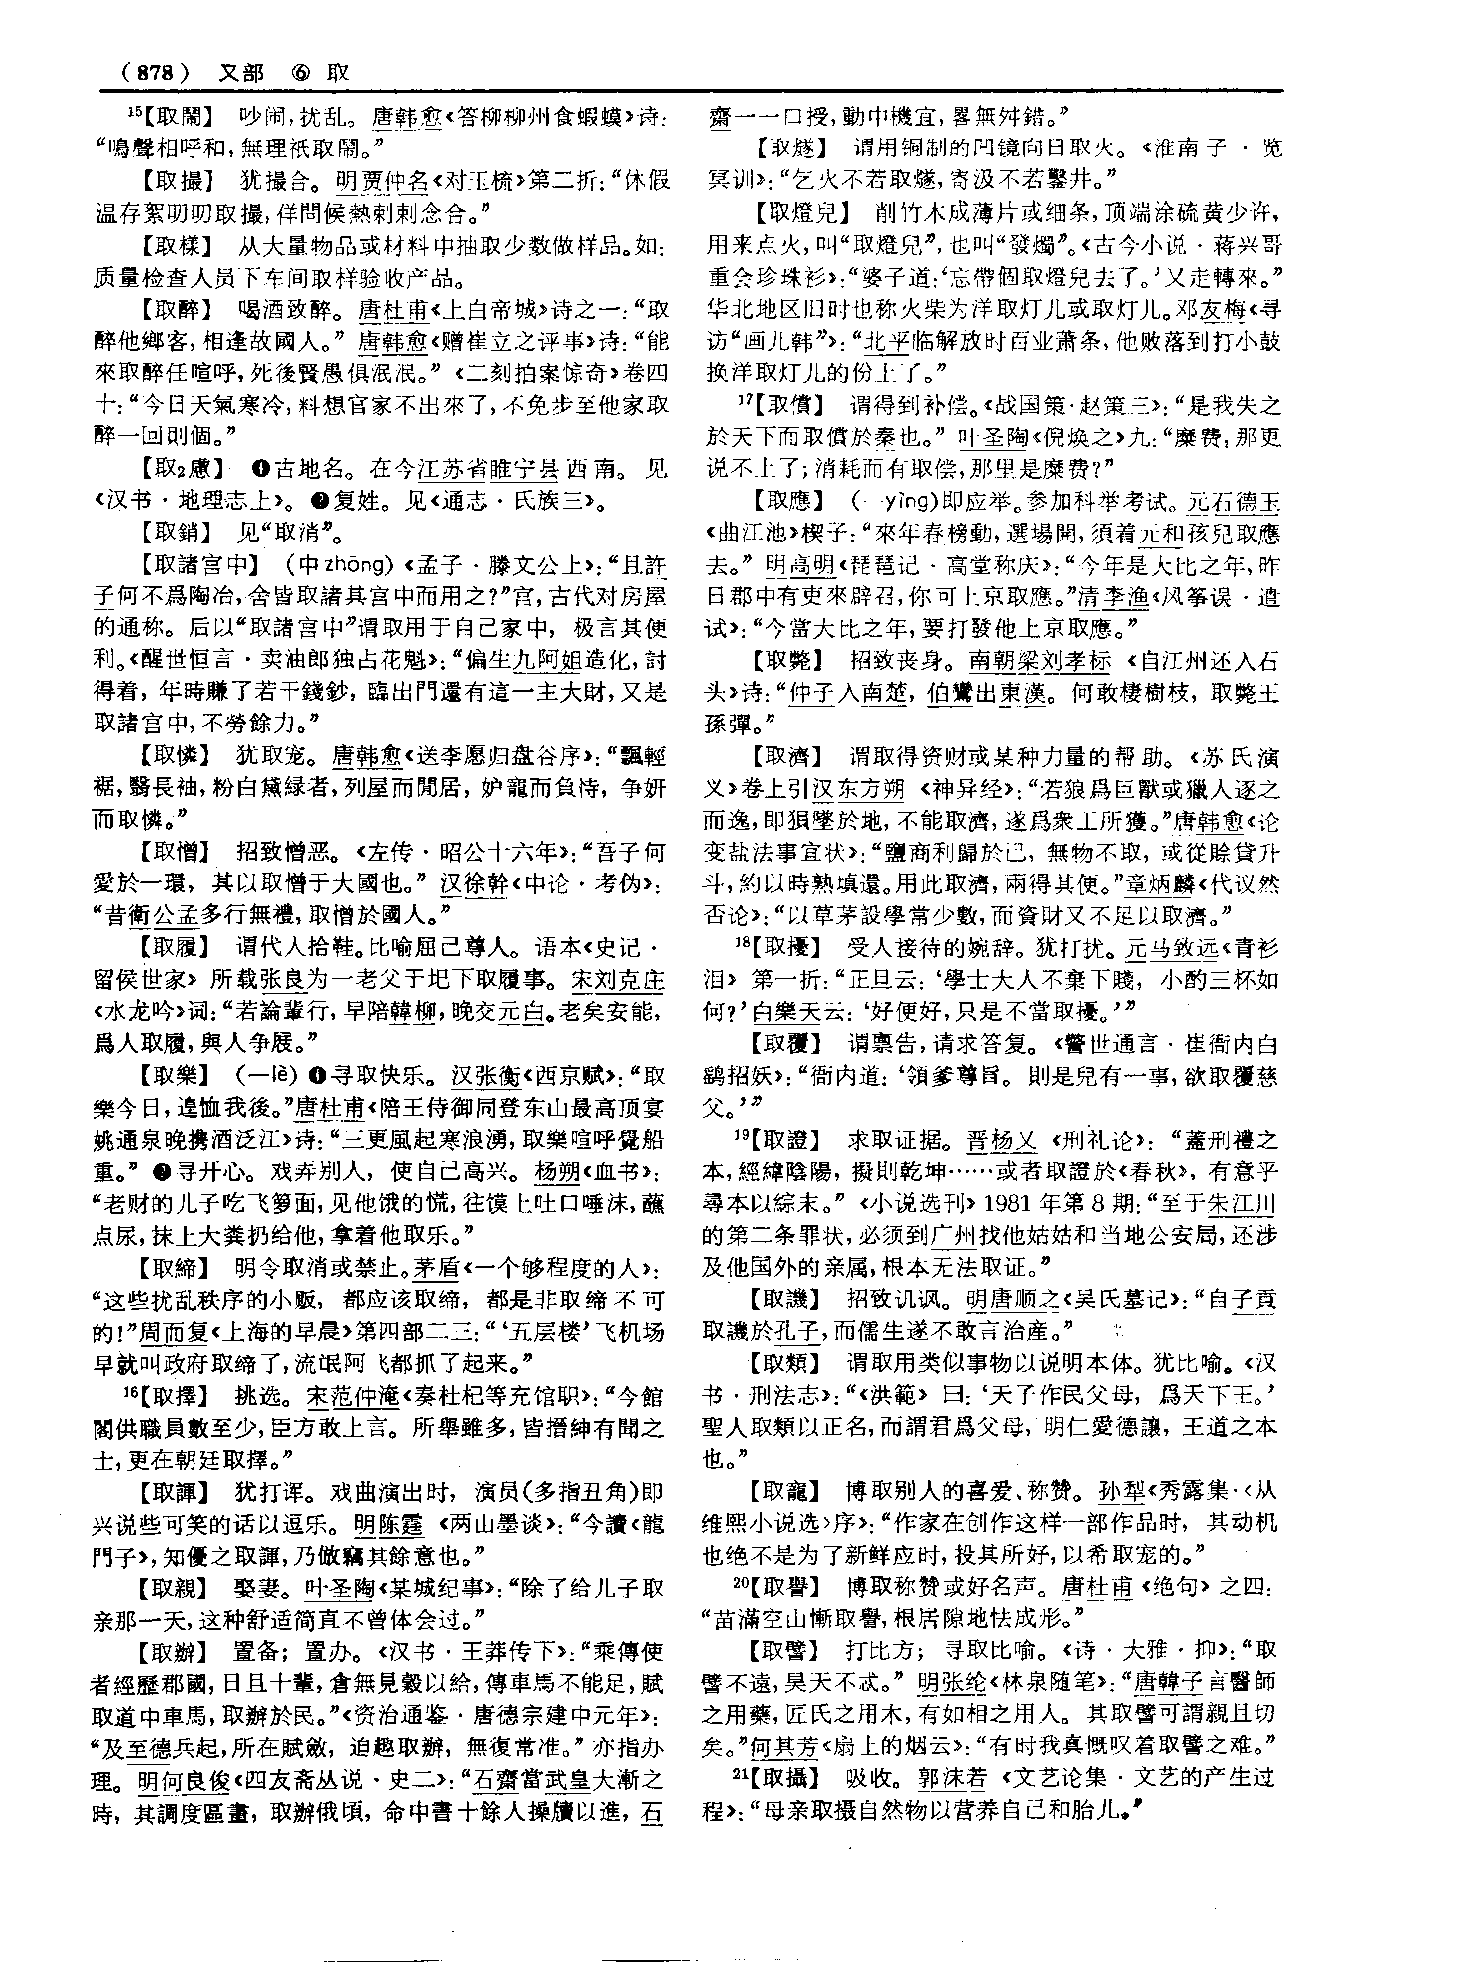 （878） 又部 ⑥ 取
¹⁵【取鬧】 吵闹，扰乱。唐韩愈《答柳柳州食蝦蟆》诗：
“鳴聲相呼和，無理祇取鬧。”
【取撮】 犹撮合。明贾仲名《对玉梳》第二折：“休假
温存絮叨叨取撮，佯問候熱剌剌念合。”
【取樣】 从大量物品或材料中抽取少数做样品。如：
质量检查人员下车间取样验收产品。
【取醉】 喝酒致醉。唐杜甫《上白帝城》诗之一：“取
醉他鄉客，相逢故國人。”唐韩愈《赠崔立之评事》诗：“能
來取醉任喧呼，死後賢愚俱泯泯。”《二刻拍案惊奇》卷四
十：“今日天氣寒冷，料想官家不出來了，不免步至他家取
醉一回則個。”
【取₂慮】 ❶古地名。在今江苏省睢宁县西南。见
《汉书·地理志上》。❷复姓。见《通志·氏族三》。
【取銷】 见“取消”。
【取諸宫中】 （中 zhōng）《孟子·滕文公上》：“且許
子何不爲陶冶，舍皆取諸其宫中而用之？”宫，古代对房屋
的通称。后以“取諸宫中”谓取用于自己家中，极言其便
利。《醒世恒言·卖油郎独占花魁》：“偏生九阿姐造化，討
得着，年時賺了若干錢鈔，臨出門還有這一主大財，又是
取諸宫中，不勞餘力。”
【取憐】 犹取宠。唐韩愈《送李愿归盘谷序》：“飄輕
裾，翳長袖，粉白黛緑者，列屋而閒居，妒寵而負恃，争妍
而取憐。”
【取憎】 招致憎恶。《左传·昭公十六年》：“吾子何
愛於一環，其以取憎于大國也。”汉徐幹《中论·考伪》：
“昔衛公孟多行無禮，取憎於國人。”
【取履】 谓代人拾鞋。比喻屈己尊人。语本《史记·
留侯世家》所载张良为一老父于圯下取履事。宋刘克庄
《水龙吟》词：“若論輩行，早陪韓柳，晚交元白。老矣安能，
爲人取履，與人争屐。”
【取樂】 （—lè）❶寻取快乐。汉张衡《西京赋》：“取
樂今日，遑恤我後。”唐杜甫《陪王侍御同登东山最高顶宴
姚通泉晚携酒泛江》诗：“三更風起寒浪湧，取樂喧呼覺船
重。”❷寻开心。戏弄别人，使自己高兴。杨朔《血书》：
“老财的儿子吃飞箩面，见他饿的慌，往馍上吐口唾沫，蘸
点尿，抹上大粪扔给他，拿着他取乐。”
【取締】 明令取消或禁止。茅盾《一个够程度的人》：
“这些扰乱秩序的小贩，都应该取缔，都是非取缔不可
的！”周而复《上海的早晨》第四部二三：“‘五层楼’飞机场
早就叫政府取缔了，流氓阿飞都抓了起来。”
¹⁶【取擇】 挑选。宋范仲淹《奏杜杞等充馆职》：“今館
閣供職員數至少，臣方敢上言。所舉雖多，皆搢紳有聞之
士，更在朝廷取擇。”
【取諢】 犹打诨。戏曲演出时，演员（多指丑角）即
兴说些可笑的话以逗乐。明陈霆《两山墨谈》：“今讀《龍
門子》，知優之取諢，乃倣竊其餘意也。”
【取親】 娶妻。叶圣陶《某城纪事》：“除了给儿子取
亲那一天，这种舒适简直不曾体会过。”
【取辦】 置备；置办。《汉书·王莽传下》：“乘傳使
者經歷郡國，日且十輩，倉無見穀以給，傳車馬不能足，賦
取道中車馬，取辦於民。”《资治通鉴·唐德宗建中元年》：
“及至德兵起，所在賦斂，迫趣取辦，無復常准。”亦指办
理。明何良俊《四友斋丛说·史二》：“石齋當武皇大漸之
時，其調度區畫，取辦俄頃，命中書十餘人操牘以進，石
齋一一口授，動中機宜，畧無舛錯。”
【取燧】 谓用铜制的凹镜向日取火。《淮南子·览
冥训》：“乞火不若取燧，寄汲不若鑿井。”
【取燈兒】 削竹木成薄片或细条，顶端涂硫黄少许，
用来点火，叫“取燈兒”，也叫“發燭”。《古今小说·蒋兴哥
重会珍珠衫》：“婆子道：‘忘帶個取燈兒去了。’又走轉來。”
华北地区旧时也称火柴为洋取灯儿或取灯儿。邓友梅《寻
访“画儿韩”》：“北平临解放时百业萧条，他败落到打小鼓
换洋取灯儿的份上了。”
¹⁷【取償】 谓得到补偿。《战国策·赵策三》：“是我失之
於天下而取償於秦也。”叶圣陶《倪焕之》九：“糜费，那更
说不上了；消耗而有取偿，那里是糜费？”
【取應】 （—yìng）即应举。参加科举考试。元石德玉
《曲江池》楔子：“來年春榜動，選場開，須着元和孩兒取應
去。”明高明《琵琶记·高堂称庆》：“今年是大比之年，昨
日郡中有吏來辟召，你可上京取應。”清李渔《风筝误·遣
试》：“今當大比之年，要打發他上京取應。”
【取斃】 招致丧身。南朝梁刘孝标《自江州还入石
头》诗：“仲子入南楚，伯鸞出東漢。何敢棲樹枝，取斃王
孫彈。”
【取濟】 谓取得资财或某种力量的帮助。《苏氏演
义》卷上引汉东方朔《神异经》：“若狼爲巨獸或獵人逐之
而逸，即狽墜於地，不能取濟，遂爲衆工所獲。”唐韩愈《论
变盐法事宜状》：“鹽商利歸於己，無物不取，或從賒貸升
斗，約以時熟填還。用此取濟，兩得其便。”章炳麟《代议然
否论》：“以草茅設學常少數，而資財又不足以取濟。”
¹⁸【取擾】 受人接待的婉辞。犹打扰。元马致远《青衫
泪》第一折：“正旦云：‘學士大人不棄下賤，小酌三杯如
何？’白樂天云：‘好便好，只是不當取擾。’”
【取覆】 谓禀告，请求答复。《警世通言·崔衙内白
鹞招妖》：“衙内道：‘領爹尊旨。則是兒有一事，欲取覆慈
父。’”
¹⁹【取證】 求取证据。晋杨乂《刑礼论》：“蓋刑禮之
本，經緯陰陽，擬則乾坤……或者取證於《春秋》，有意乎
尋本以綜末。”《小说选刊》1981年第8期：“至于朱江川
的第二条罪状，必须到广州找他姑姑和当地公安局，还涉
及他国外的亲属，根本无法取证。”
【取譏】 招致讥讽。明唐顺之《吴氏墓记》：“自子貢
取譏於孔子，而儒生遂不敢言治産。”
【取類】 谓取用类似事物以说明本体。犹比喻。《汉
书·刑法志》：“《洪範》曰：‘天子作民父母，爲天下王。’
聖人取類以正名，而謂君爲父母，明仁愛德讓，王道之本
也。”
【取寵】 博取别人的喜爱、称赞。孙犁《秀露集·〈从
维熙小说选〉序》：“作家在创作这样一部作品时，其动机
也绝不是为了新鲜应时，投其所好，以希取宠的。”
²⁰【取譽】 博取称赞或好名声。唐杜甫《绝句》之四：
“苗滿空山慚取譽，根居隙地怯成形。”
【取譬】 打比方；寻取比喻。《诗·大雅·抑》：“取
譬不遠，昊天不忒。”明张纶《林泉随笔》：“唐韓子言醫師
之用藥，匠氏之用木，有如相之用人。其取譬可謂親且切
矣。”何其芳《扇上的烟云》：“有时我真慨叹着取譬之难。”
²¹【取攝】 吸收。郭沫若《文艺论集·文艺的产生过
程》：“母亲取摄自然物以营养自己和胎儿。”